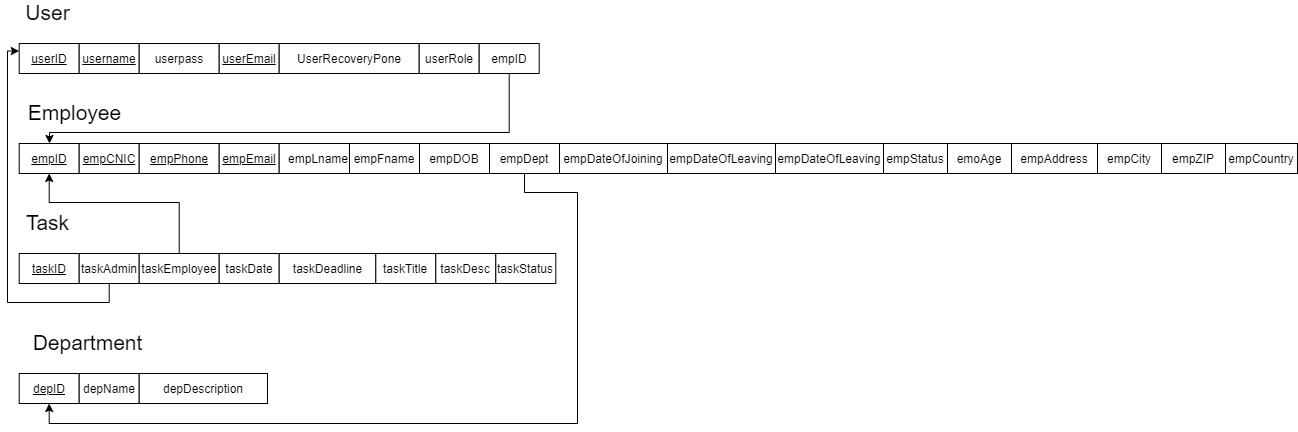 User
userID username userpass userEmail UserRecoveryPone userRole empID
Employee
empID empCNIC empPhone empEmail empLname empFname empDOB empDept empDateOfJoining empDateOfLeaving empDateOfLeaving empStatus emoAge empAddress empCity empZIP empCountry
Task
taskID taskAdmin taskEmployee taskDate taskDeadline taskTitle taskDesc taskStatus
Department
depID depName depDescription